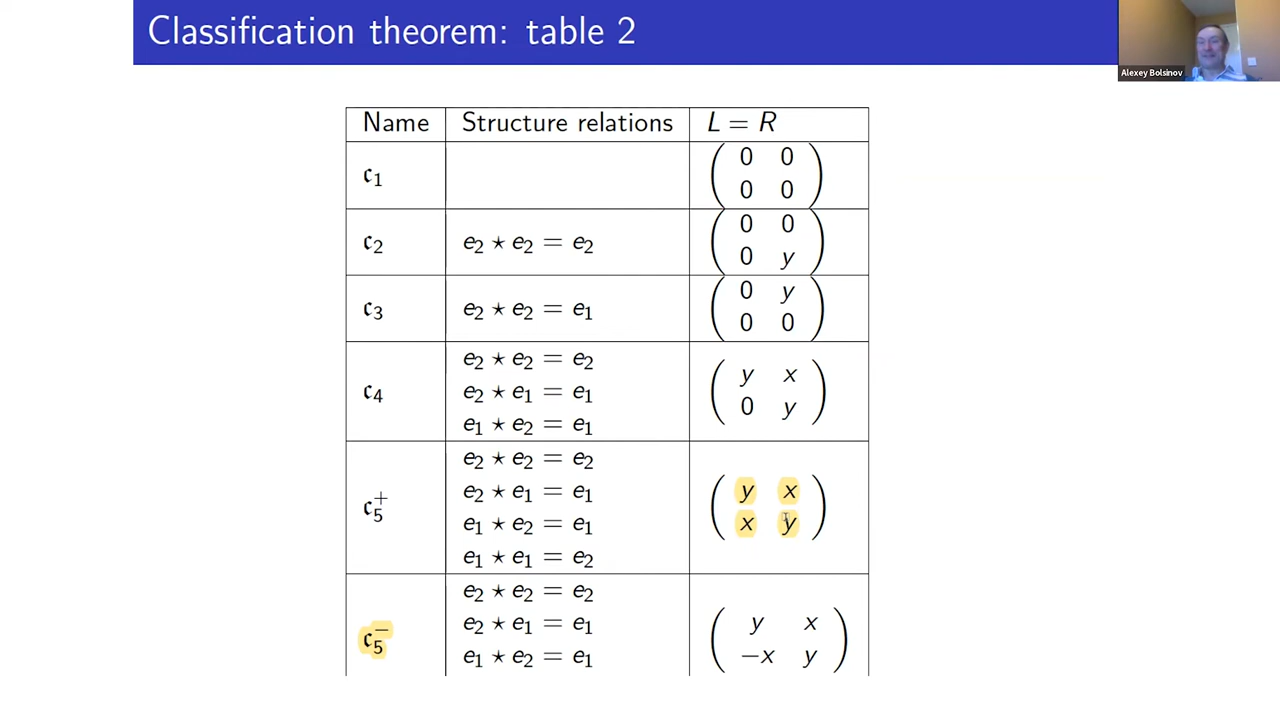 Classification theorem: table 2
Alexey Bolsinov
Name Structure relations L = R
𝔠₁ ( 0 0 ; 0 0 )
𝔠₂ e₂ ⋆ e₂ = e₂ ( 0 0 ; 0 y )
𝔠₃ e₂ ⋆ e₂ = e₁ ( 0 y ; 0 0 )
𝔠₄ e₂ ⋆ e₂ = e₂
e₂ ⋆ e₁ = e₁
e₁ ⋆ e₂ = e₁
( y x ; 0 y )
𝔠₅⁺ e₂ ⋆ e₂ = e₂
e₂ ⋆ e₁ = e₁
e₁ ⋆ e₂ = e₁
e₁ ⋆ e₁ = e₂
( y x ; x y )
𝔠₅⁻ e₂ ⋆ e₂ = e₂
e₂ ⋆ e₁ = e₁
e₁ ⋆ e₂ = e₁
( y x ; −x y )